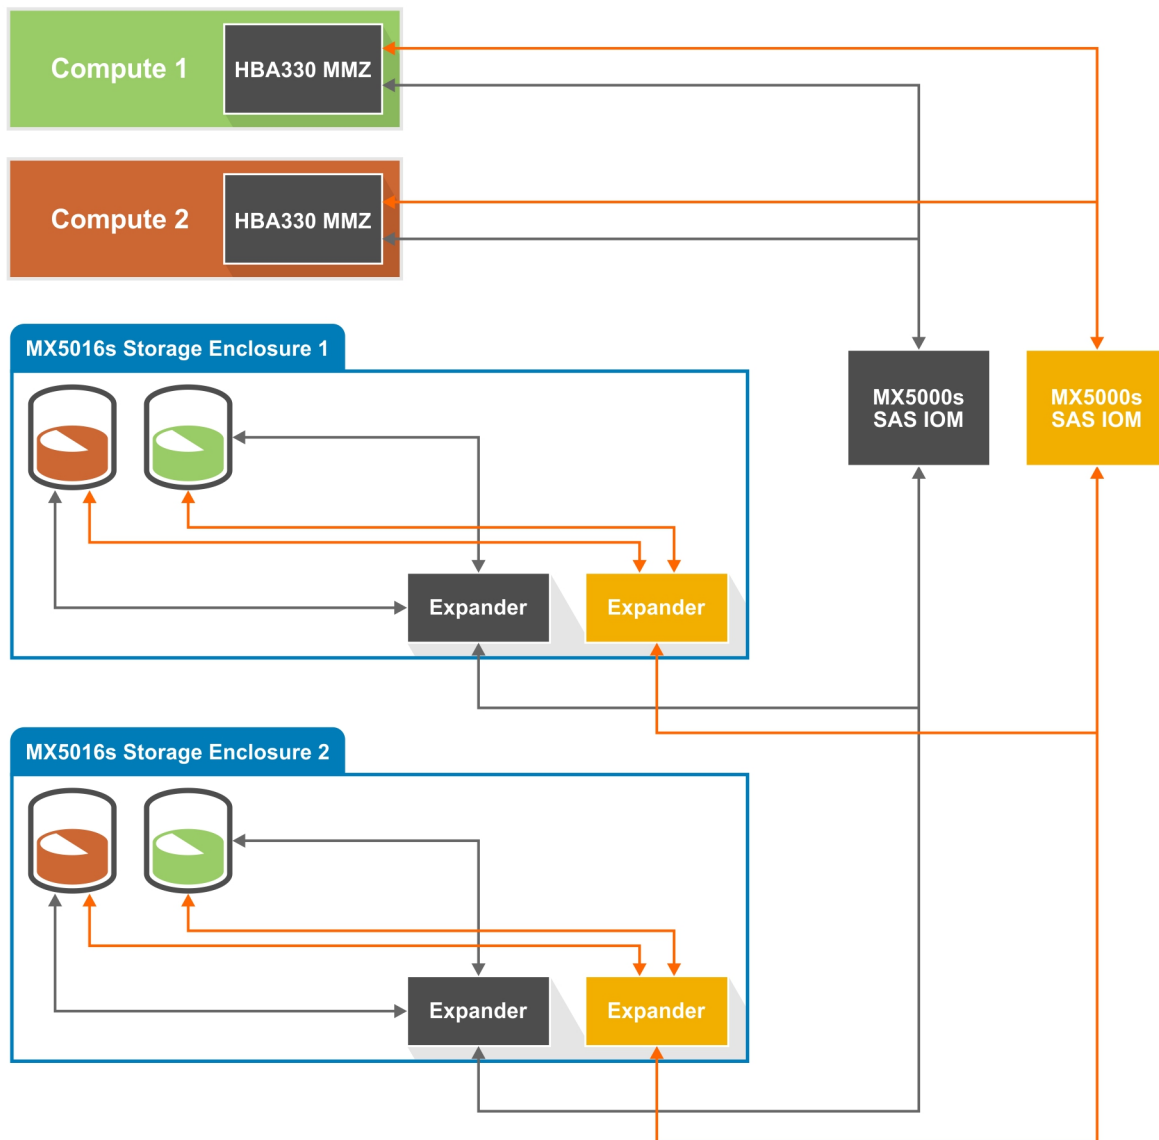 Compute 1
HBA330 MMZ
Compute 2
HBA330 MMZ
MX5016s Storage Enclosure 1
MX5000s
SAS IOM
MX5000s
SAS IOM
Expander
Expander
MX5016s Storage Enclosure 2
Expander
Expander